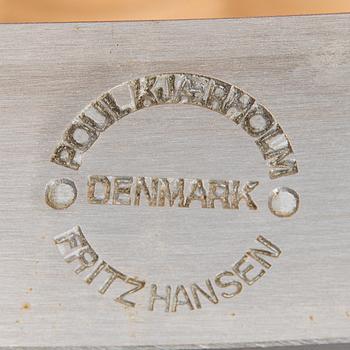 POUL KJÆRHOLM
DENMARK
FRITZ HANSEN